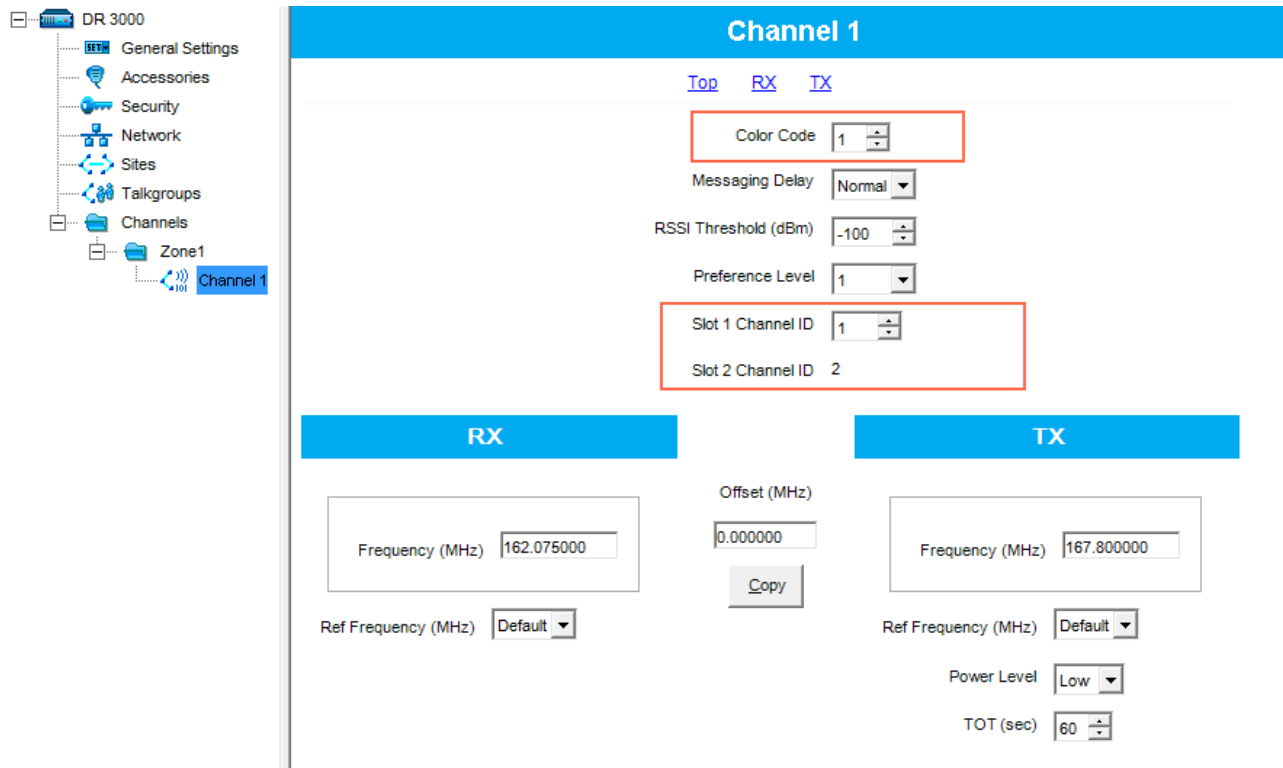 DR 3000
General Settings
Accessories
Security
Network
Sites
Talkgroups
Channels
Zone1
Channel 1
Channel 1
Top RX TX
Color Code 1
Messaging Delay Normal
RSSI Threshold (dBm) -100
Preference Level 1
Slot 1 Channel ID 1
Slot 2 Channel ID 2
RX
Frequency (MHz) 162.075000
Ref Frequency (MHz) Default
Offset (MHz)
0.000000
Copy
TX
Frequency (MHz) 167.800000
Ref Frequency (MHz) Default
Power Level Low
TOT (sec) 60